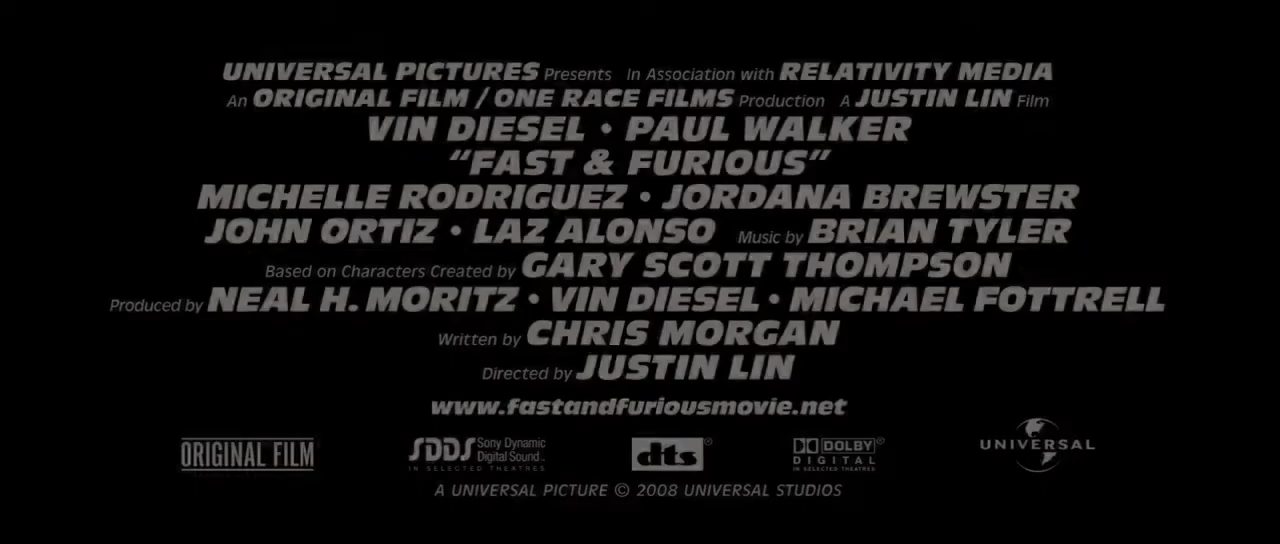 UNIVERSAL PICTURES Presents In Association with RELATIVITY MEDIA
An ORIGINAL FILM / ONE RACE FILMS Production A JUSTIN LIN Film
VIN DIESEL • PAUL WALKER
"FAST & FURIOUS"
MICHELLE RODRIGUEZ • JORDANA BREWSTER
JOHN ORTIZ • LAZ ALONSO Music by BRIAN TYLER
Based on Characters Created by GARY SCOTT THOMPSON
Produced by NEAL H. MORITZ • VIN DIESEL • MICHAEL FOTTRELL
Written by CHRIS MORGAN
Directed by JUSTIN LIN
www.fastandfuriousmovie.net
ORIGINAL FILM
SDDS Sony Dynamic
Digital Sound™
IN SELECTED THEATRES
dts®
DOLBY®
DIGITAL
IN SELECTED THEATRES
UNIVERSAL
A UNIVERSAL PICTURE © 2008 UNIVERSAL STUDIOS